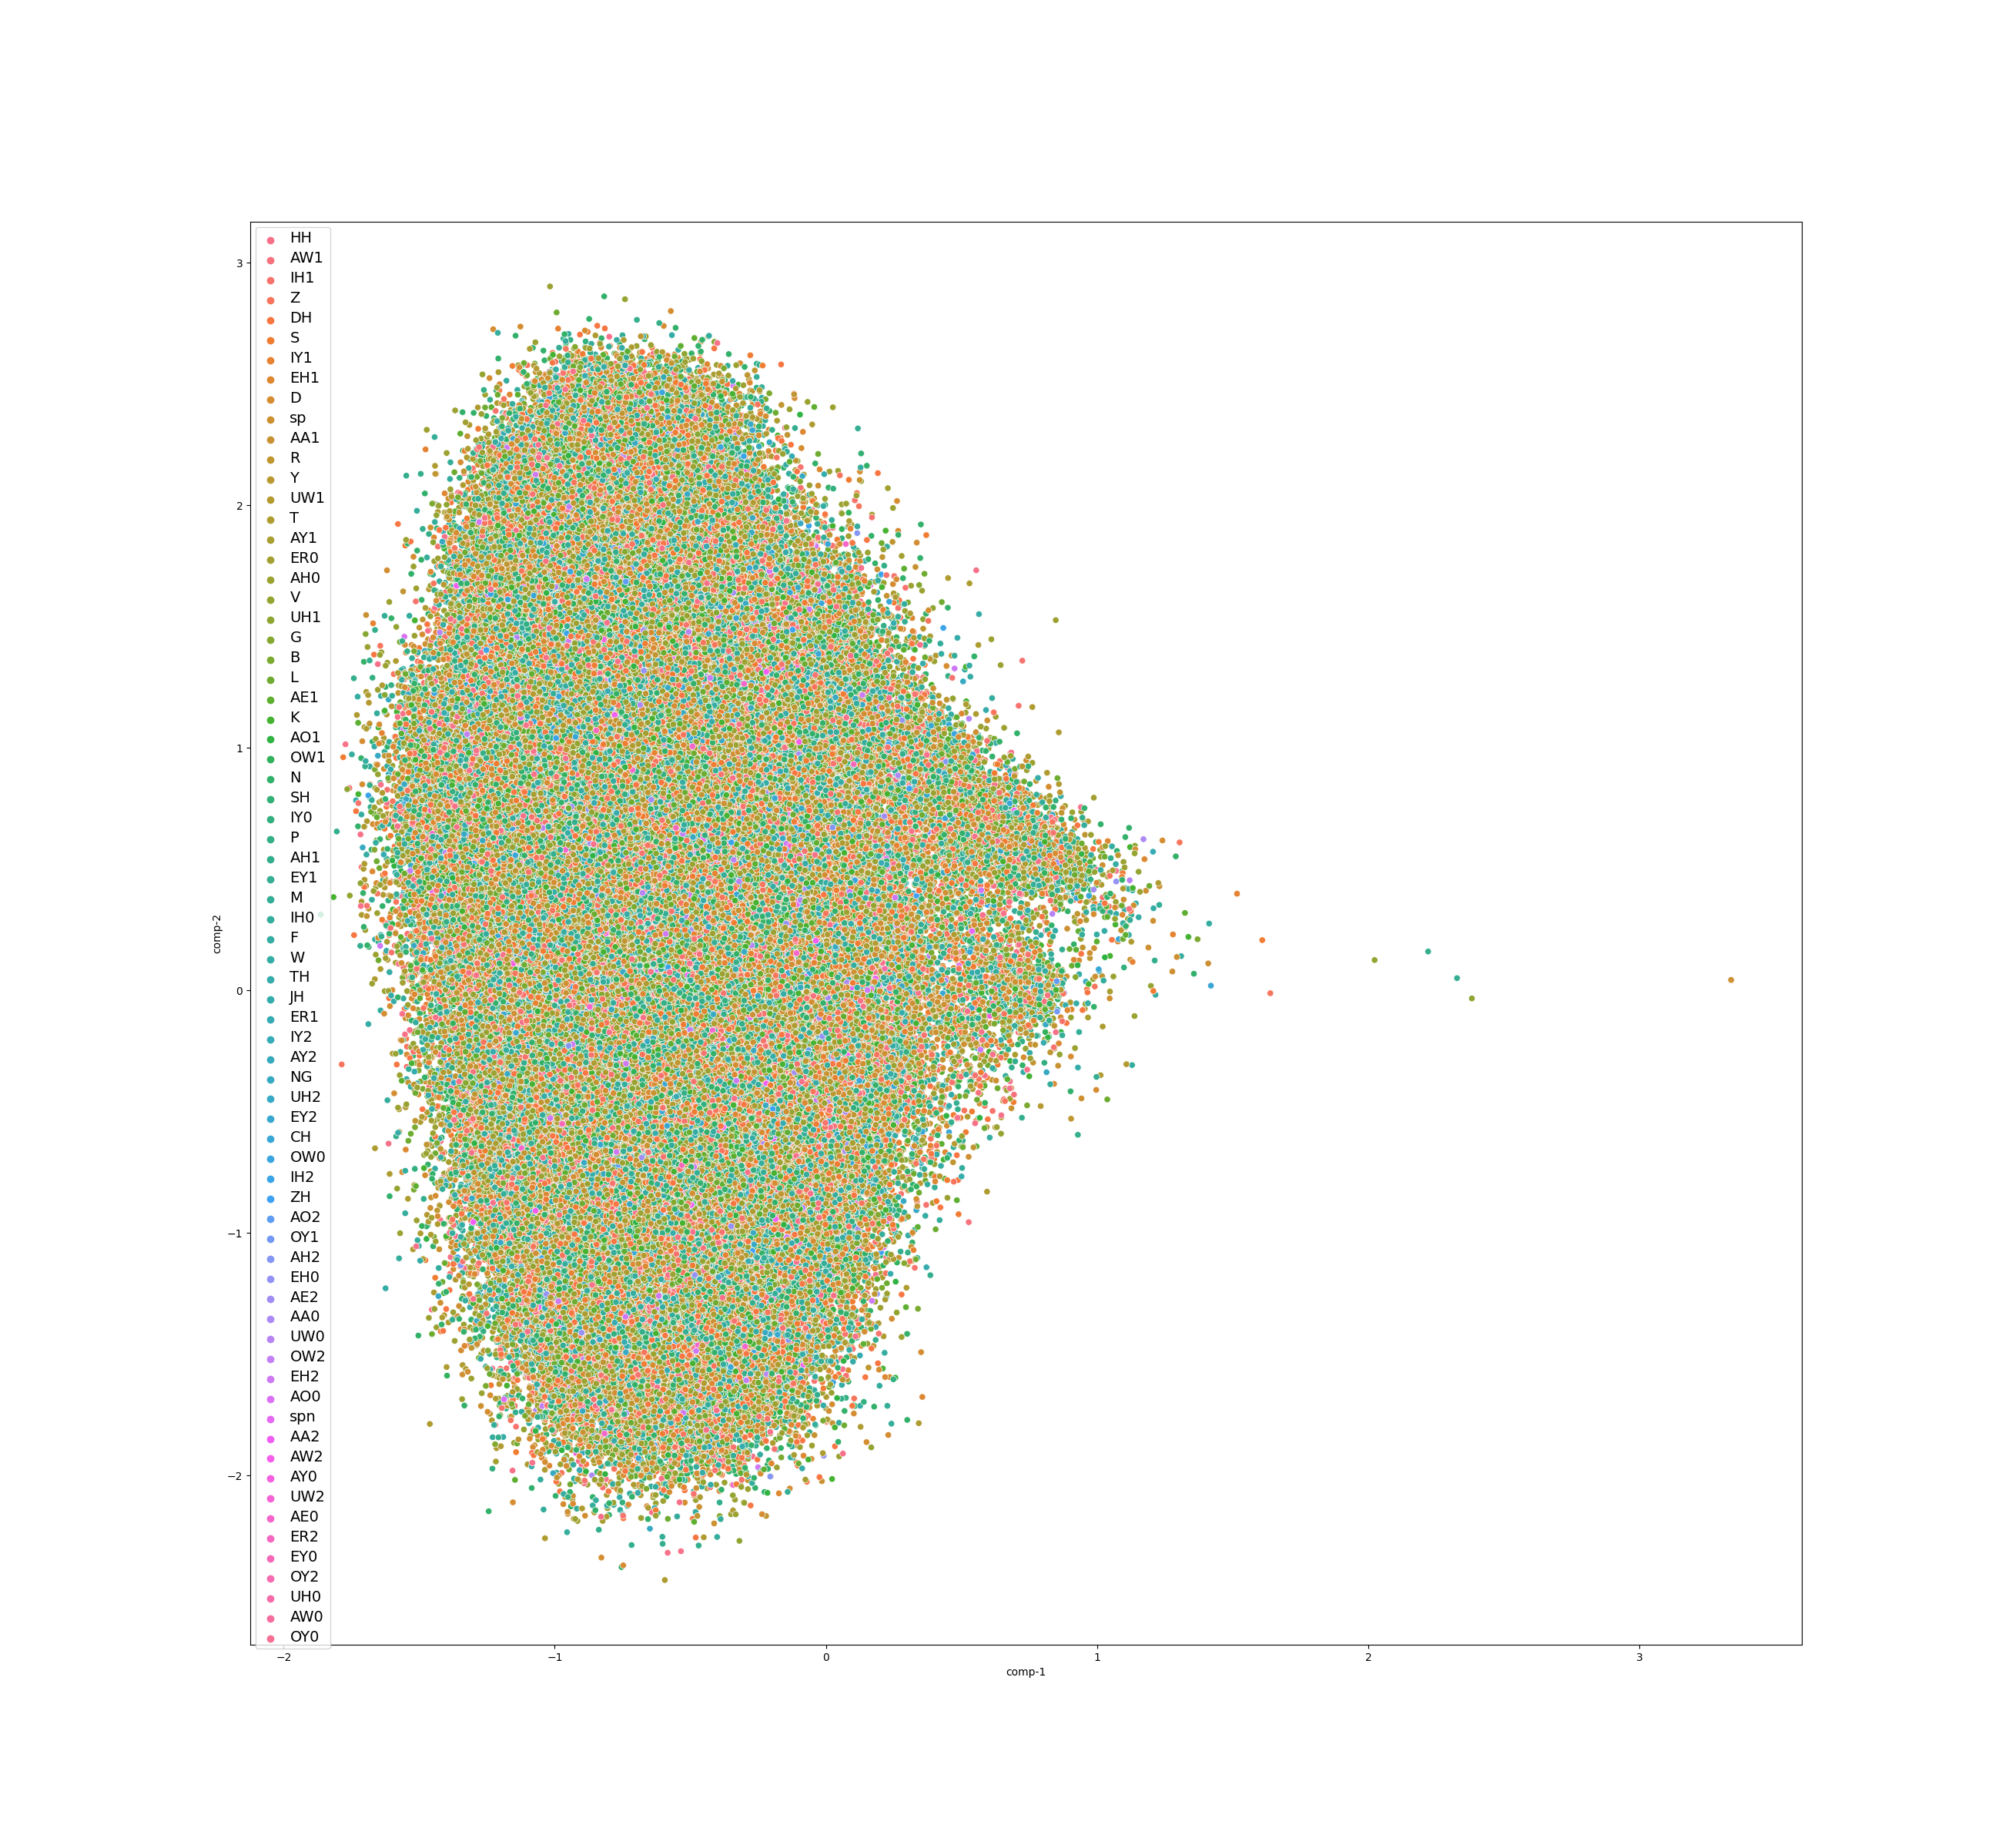 HH
AW1
IH1
Z
DH
S
IY1
EH1
D
sp
AA1
R
Y
UW1
T
AY1
ER0
AH0
V
UH1
G
B
L
AE1
K
AO1
OW1
N
SH
IY0
P
AH1
EY1
M
IH0
F
W
TH
JH
ER1
IY2
AY2
NG
UH2
EY2
CH
OW0
IH2
ZH
AO2
OY1
AH2
EH0
AE2
AA0
UW0
OW2
EH2
AO0
spn
AA2
AW2
AY0
UW2
AE0
ER2
EY0
OY2
UH0
AW0
OY0
3
2
1
0
−1
−2
comp-2
−2 −1 0 1 2 3
comp-1